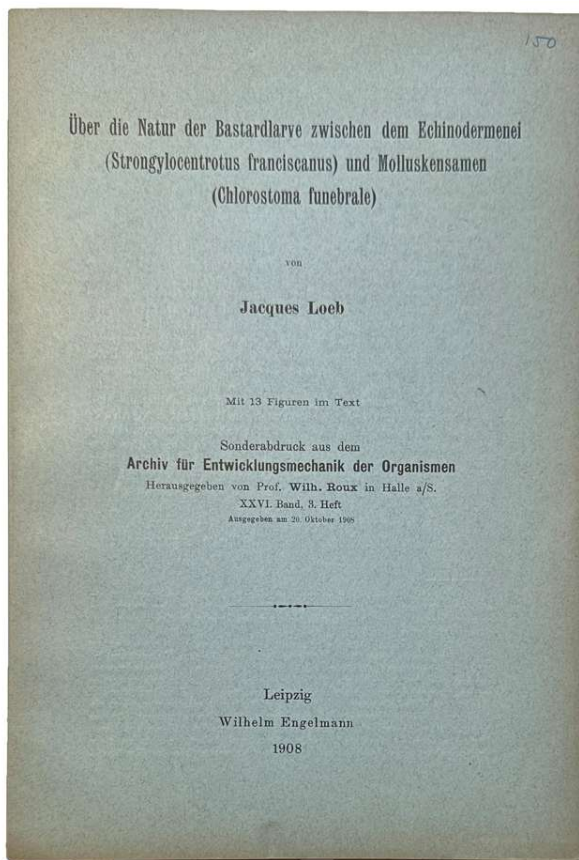 150
Über die Natur der Bastardlarve zwischen dem Echinodermenei
(Strongylocentrotus franciscanus) und Molluskensamen
(Chlorostoma funebrale)
von
Jacques Loeb
Mit 13 Figuren im Text
Sonderabdruck aus dem
Archiv für Entwicklungsmechanik der Organismen
Herausgegeben von Prof. Wilh. Roux in Halle a/S.
XXVI. Band, 3. Heft
Ausgegeben am 20. Oktober 1908
Leipzig
Wilhelm Engelmann
1908